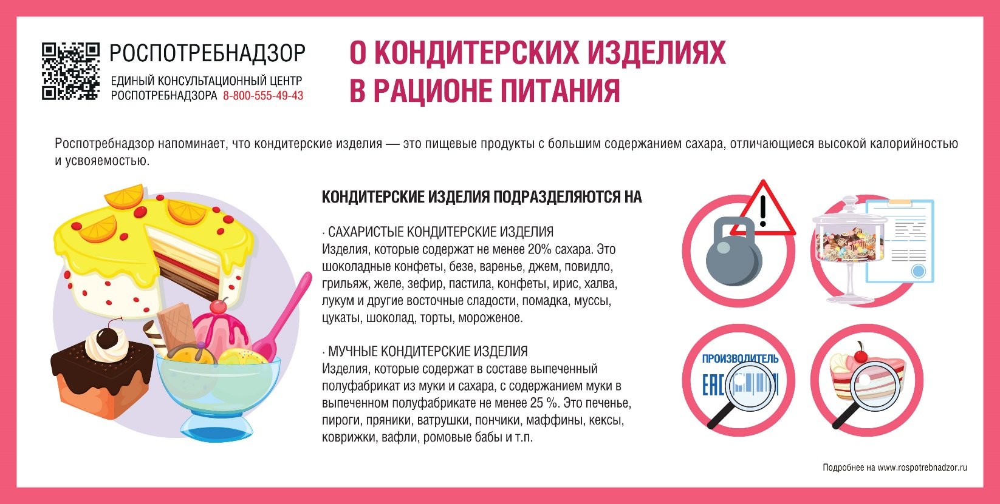 РОСПОТРЕБНАДЗОР
ЕДИНЫЙ КОНСУЛЬТАЦИОННЫЙ ЦЕНТР
РОСПОТРЕБНАДЗОРА 8-800-555-49-43
О КОНДИТЕРСКИХ ИЗДЕЛИЯХ
В РАЦИОНЕ ПИТАНИЯ
Роспотребнадзор напоминает, что кондитерские изделия — это пищевые продукты с большим содержанием сахара, отличающиеся высокой калорийностью
и усвояемостью.
КОНДИТЕРСКИЕ ИЗДЕЛИЯ ПОДРАЗДЕЛЯЮТСЯ НА
· САХАРИСТЫЕ КОНДИТЕРСКИЕ ИЗДЕЛИЯ
Изделия, которые содержат не менее 20% сахара. Это
шоколадные конфеты, безе, варенье, джем, повидло,
грильяж, желе, зефир, пастила, конфеты, ирис, халва,
лукум и другие восточные сладости, помадка, муссы,
цукаты, шоколад, торты, мороженое.
· МУЧНЫЕ КОНДИТЕРСКИЕ ИЗДЕЛИЯ
Изделия, которые содержат в составе выпеченный
полуфабрикат из муки и сахара, с содержанием муки в
выпеченном полуфабрикате не менее 25 %. Это печенье,
пироги, пряники, ватрушки, пончики, маффины, кексы,
коврижки, вафли, ромовые бабы и т.п.
!
ПРОИЗВОДИТЕЛЬ
EAC
Подробнее на www.rospotrebnadzor.ru